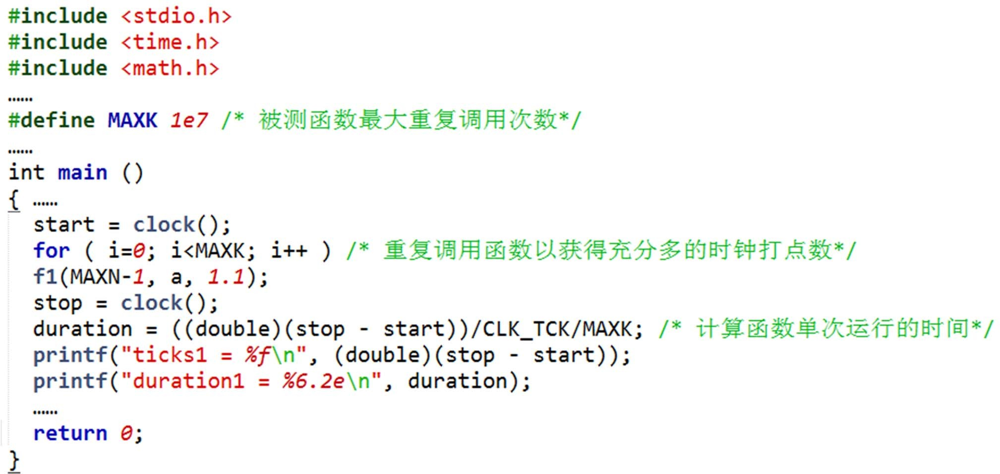 #include <stdio.h>
#include <time.h>
#include <math.h>
……
#define MAXK 1e7 /* 被测函数最大重复调用次数*/
……
int main ()
{ ……
start = clock();
for ( i=0; i<MAXK; i++ ) /* 重复调用函数以获得充分多的时钟打点数*/
f1(MAXN-1, a, 1.1);
stop = clock();
duration = ((double)(stop - start))/CLK_TCK/MAXK; /* 计算函数单次运行的时间*/
printf("ticks1 = %f\n", (double)(stop - start));
printf("duration1 = %6.2e\n", duration);
……
return 0;
}